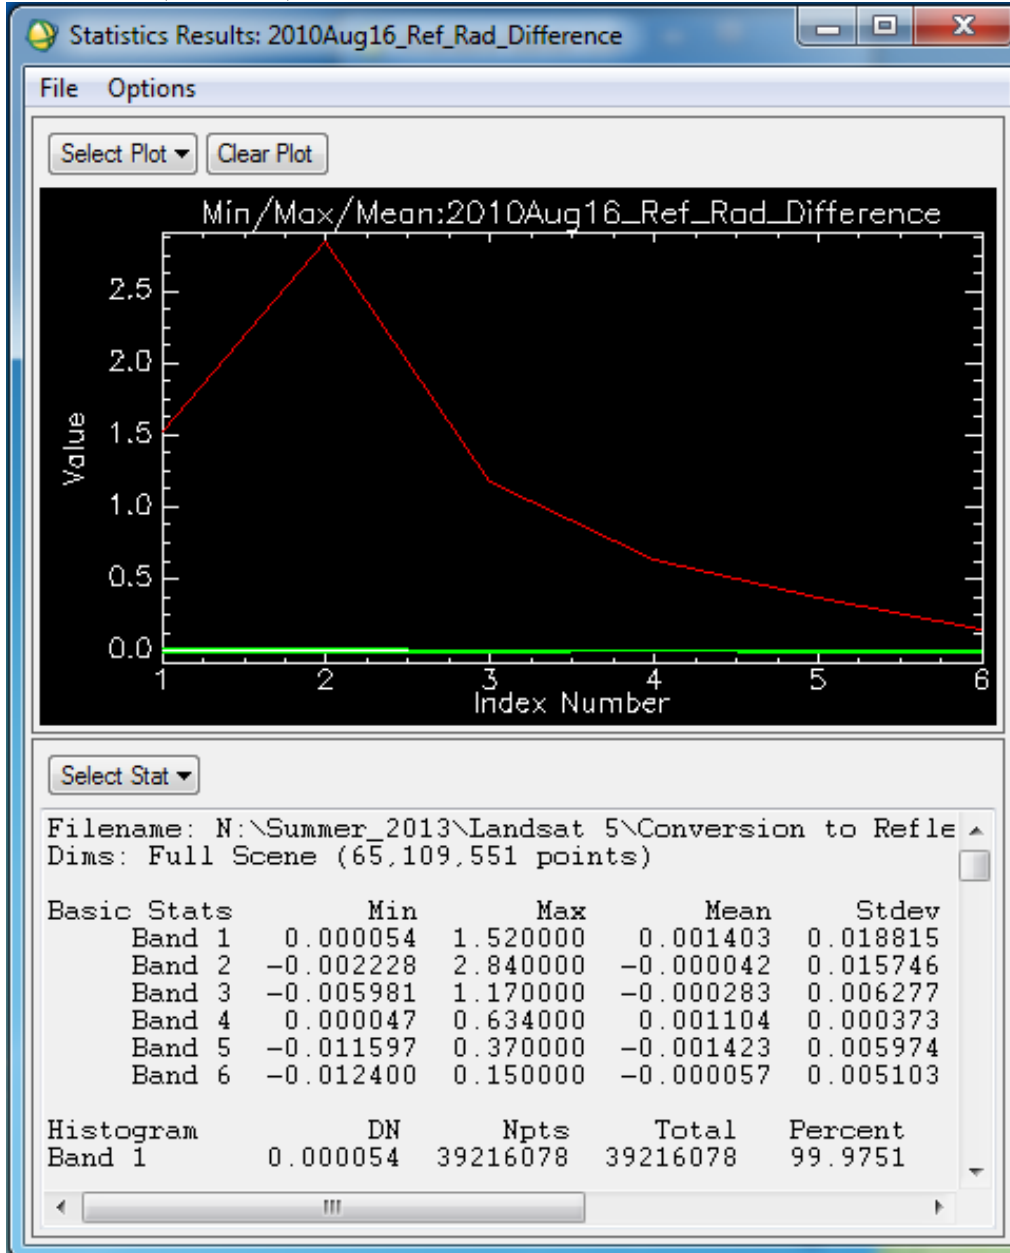 Statistics Results: 2010Aug16_Ref_Rad_Difference
File Options
Select Plot Clear Plot
Min/Max/Mean:2010Aug16_Ref_Rad_Difference
2.5
2.0
1.5
1.0
0.5
0.0
Value
1 2 3 4 5 6
Index Number
Select Stat
Filename: N:\Summer_2013\Landsat 5\Conversion to Refle
Dims: Full Scene (65,109,551 points)
Basic Stats Min Max Mean Stdev
Band 1 0.000054 1.520000 0.001403 0.018815
Band 2 -0.002228 2.840000 -0.000042 0.015746
Band 3 -0.005981 1.170000 -0.000283 0.006277
Band 4 0.000047 0.634000 0.001104 0.000373
Band 5 -0.011597 0.370000 -0.001423 0.005974
Band 6 -0.012400 0.150000 -0.000057 0.005103
Histogram DN Npts Total Percent
Band 1 0.000054 39216078 39216078 99.9751